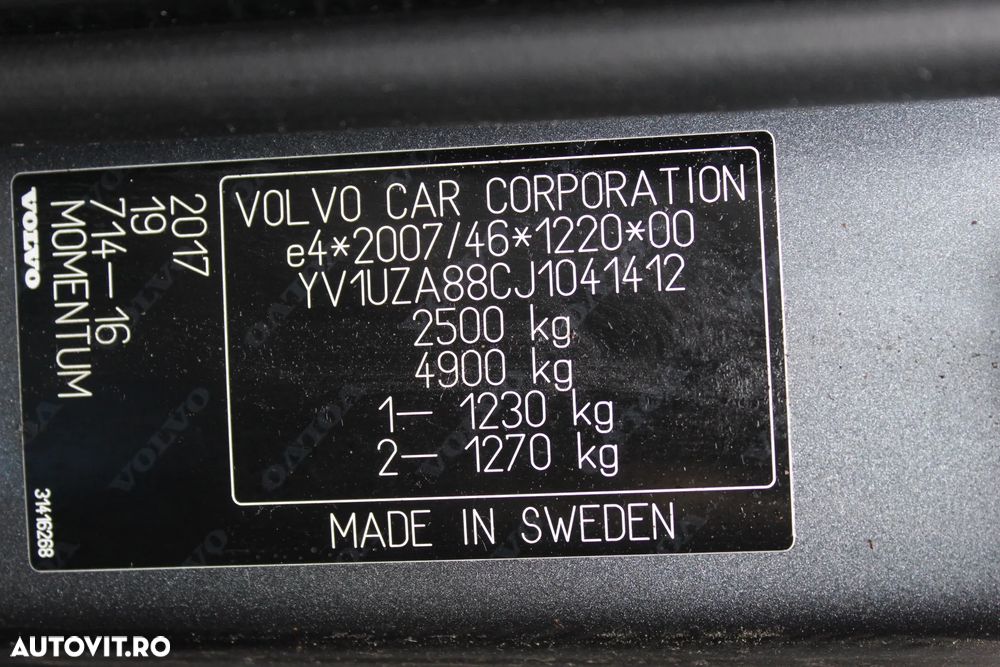 VOLVO
2017
19
714-16
MOMENTUM
31416268
VOLVO CAR CORPORATION
e4*2007/46*1220*00
YV1UZA88CJ1041412
2500 kg
4900 kg
1- 1230 kg
2- 1270 kg
MADE IN SWEDEN
AUTOVIT.RO